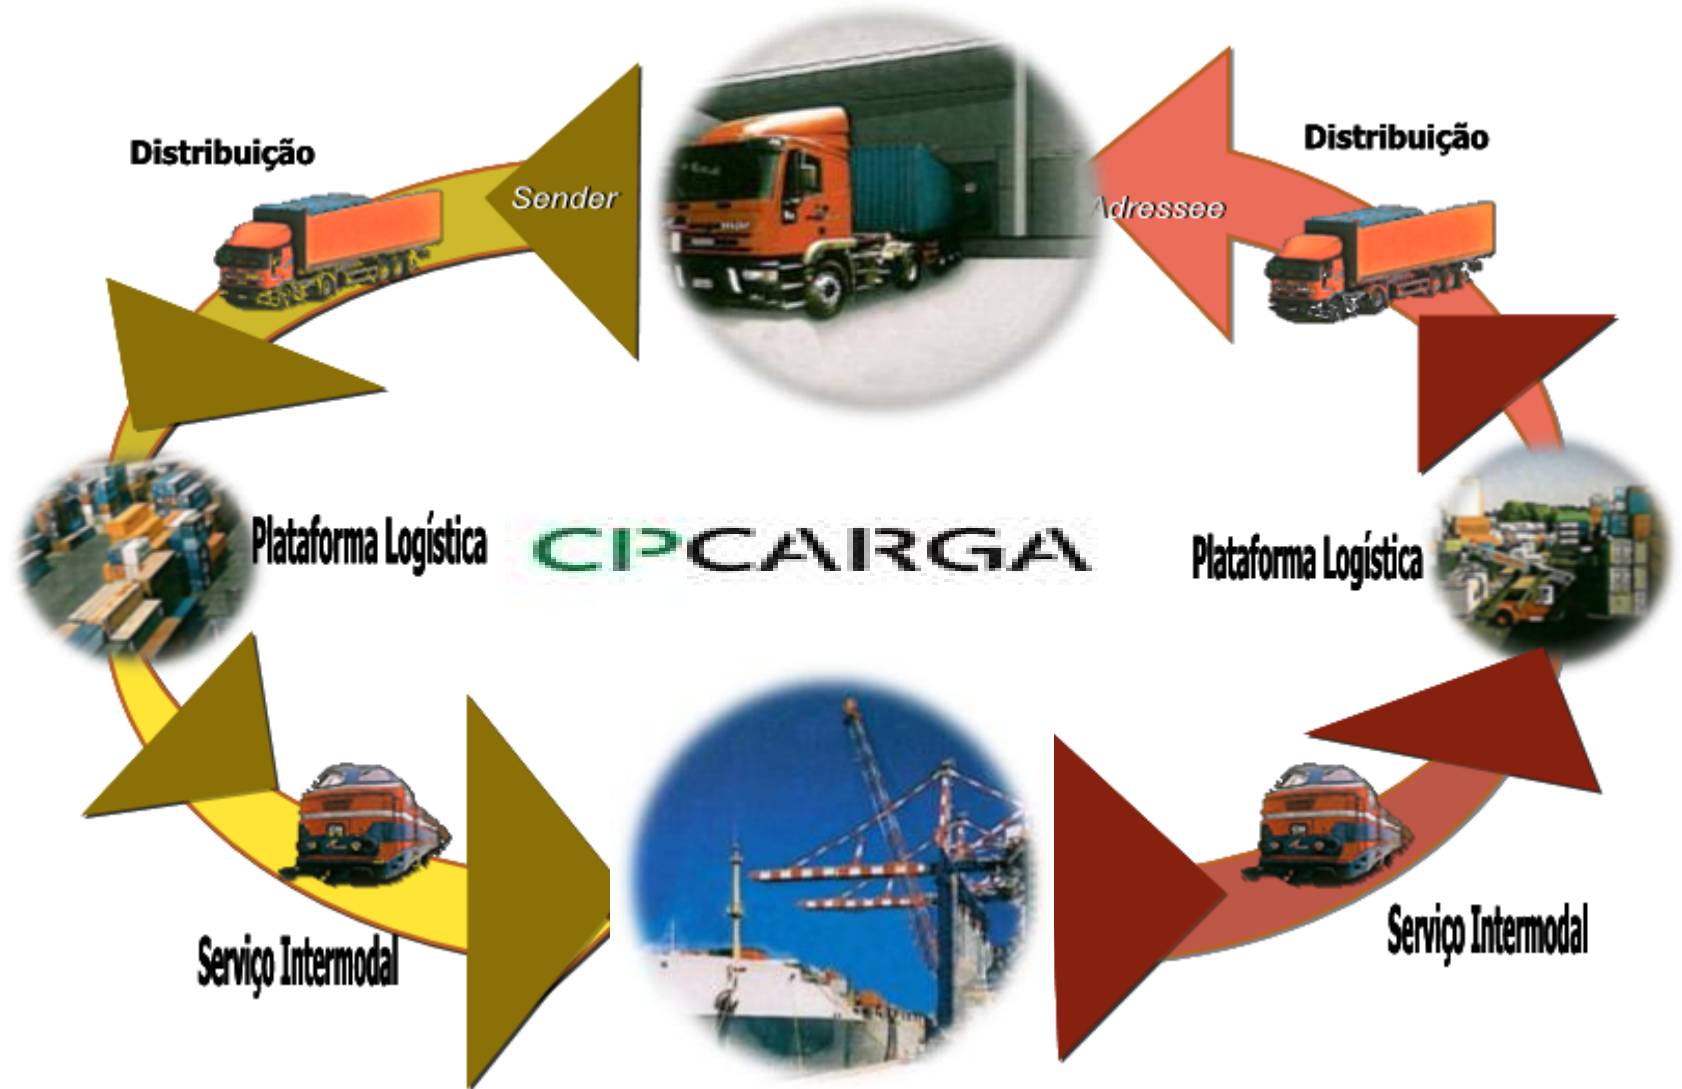 Distribuição
Distribuição
Sender
Adressee
Plataforma Logística
CPCARGA
Plataforma Logística
Serviço Intermodal
Serviço Intermodal